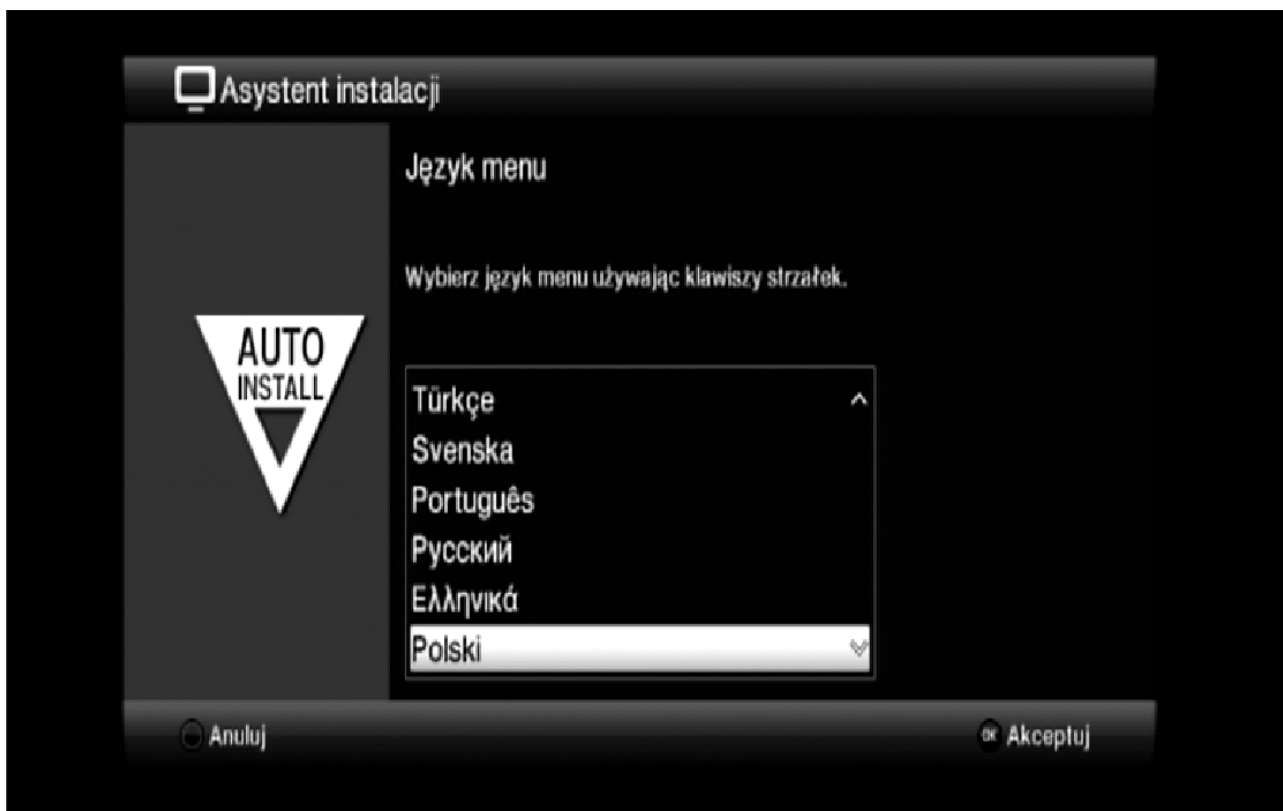 Asystent instalacji
Język menu
Wybierz język menu używając klawiszy strzałek.
AUTO
INSTALL
Türkçe
Svenska
Português
Русский
Ελληνικά
Polski
Anuluj
OK Akceptuj